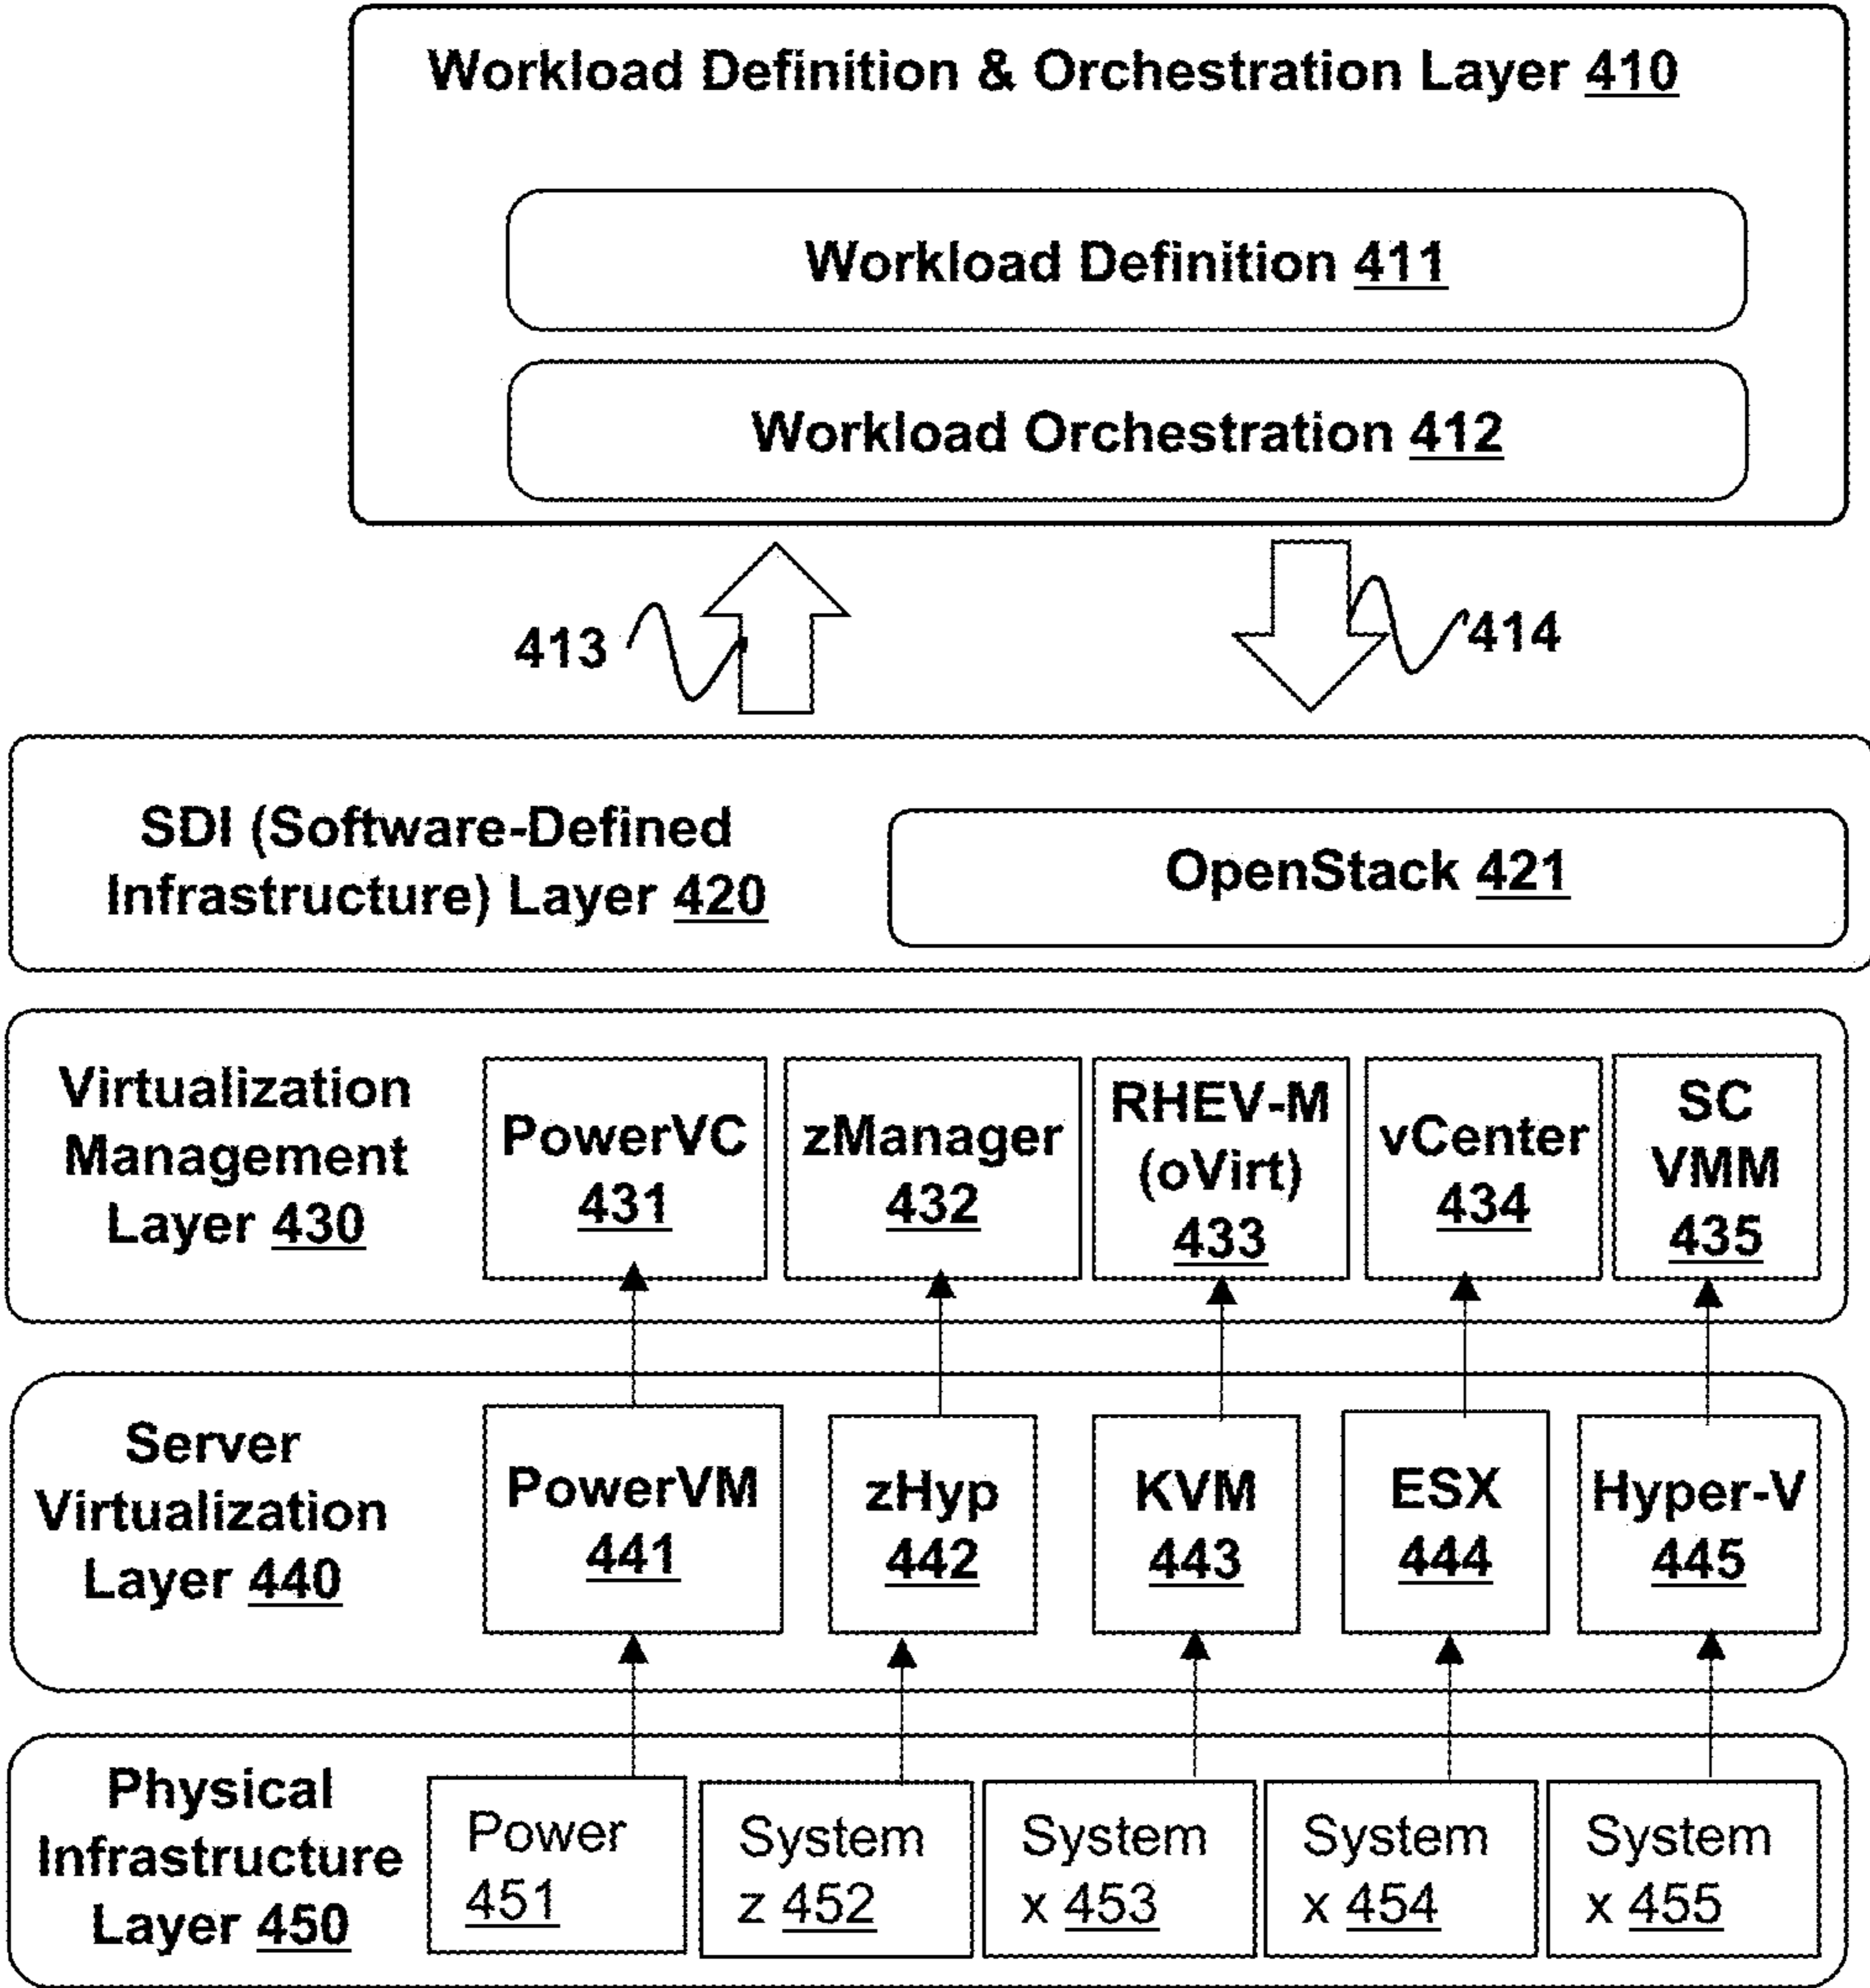 Workload Definition & Orchestration Layer 410
Workload Definition 411
Workload Orchestration 412
413
414
SDI (Software-Defined
Infrastructure) Layer 420
OpenStack 421
Virtualization
Management
Layer 430
PowerVC
431
zManager
432
RHEV-M
(oVirt)
433
vCenter
434
SC
VMM
435
Server
Virtualization
Layer 440
PowerVM
441
zHyp
442
KVM
443
ESX
444
Hyper-V
445
Physical
Infrastructure
Layer 450
Power
451
System
z 452
System
x 453
System
x 454
System
x 455